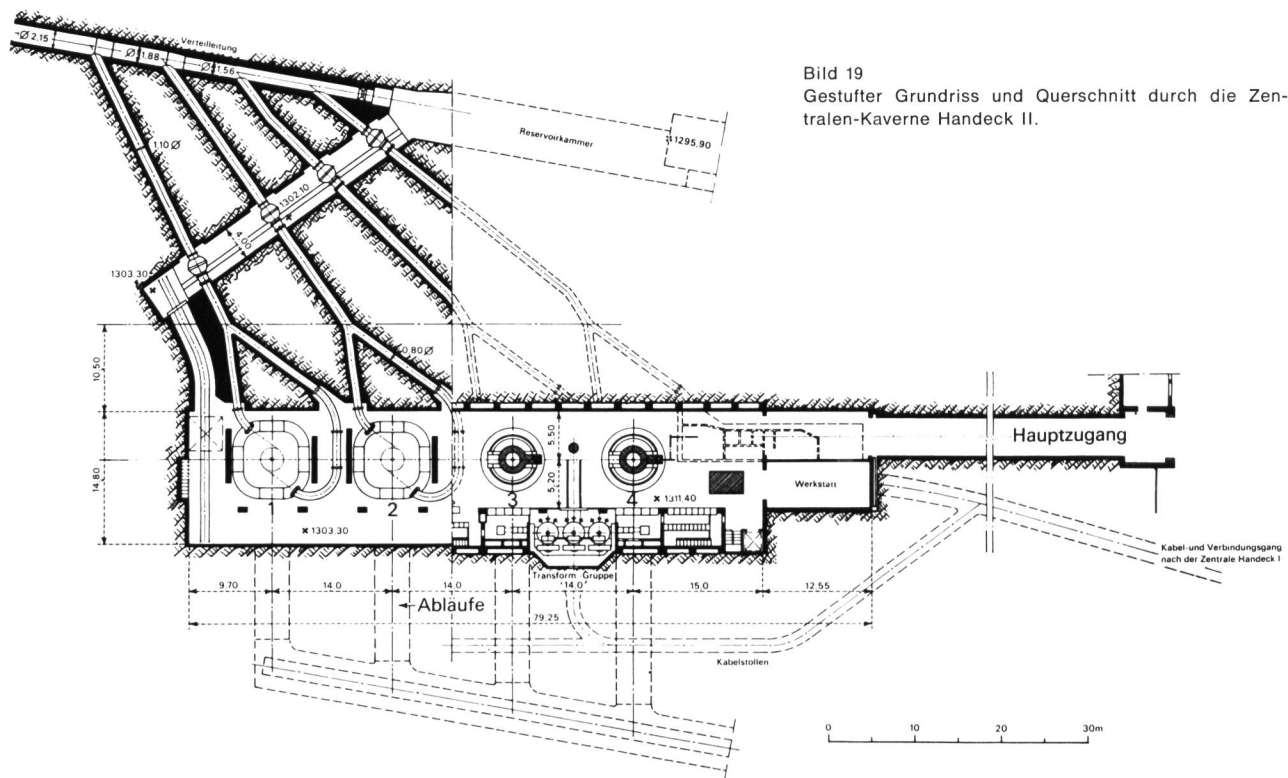 Bild 19
Gestufter Grundriss und Querschnitt durch die Zen-
tralen-Kaverne Handeck II.
Ø 2,15
Verteilleitung
Ø1,88
Ø1,56
Reservoirkammer
1295,90
1,10 Ø
1302,10
4,00
1303,30
10,50
0,80 Ø
14,80
5,50
5,20
Hauptzugang
Werkstatt
1311,40
1
2
3
4
1303,30
Kabel-und Verbindungsgang
nach der Zentrale Handeck I
Transform Gruppe
9,70
14,0
14,0
14,0
15,0
12,55
Abläufe
79,25
Kabelstollen
0
10
20
30m